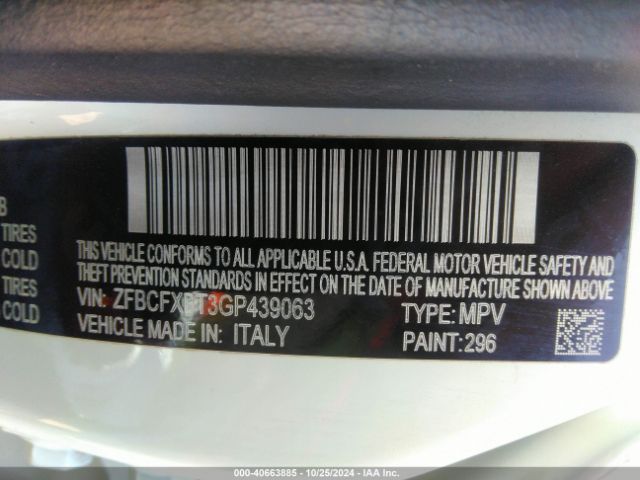 B
TIRES
COLD
TIRES
COLD
THIS VEHICLE CONFORMS TO ALL APPLICABLE U.S.A. FEDERAL MOTOR VEHICLE SAFETY AND
THEFT PREVENTION STANDARDS IN EFFECT ON THE DATE OF MANUFACTURE SHOWN ABOVE
VIN: ZFBCFXBT3GP439063 TYPE: MPV
VEHICLE MADE IN: ITALY PAINT: 296
000-40663885 / 10/25/2024 - IAA Inc.